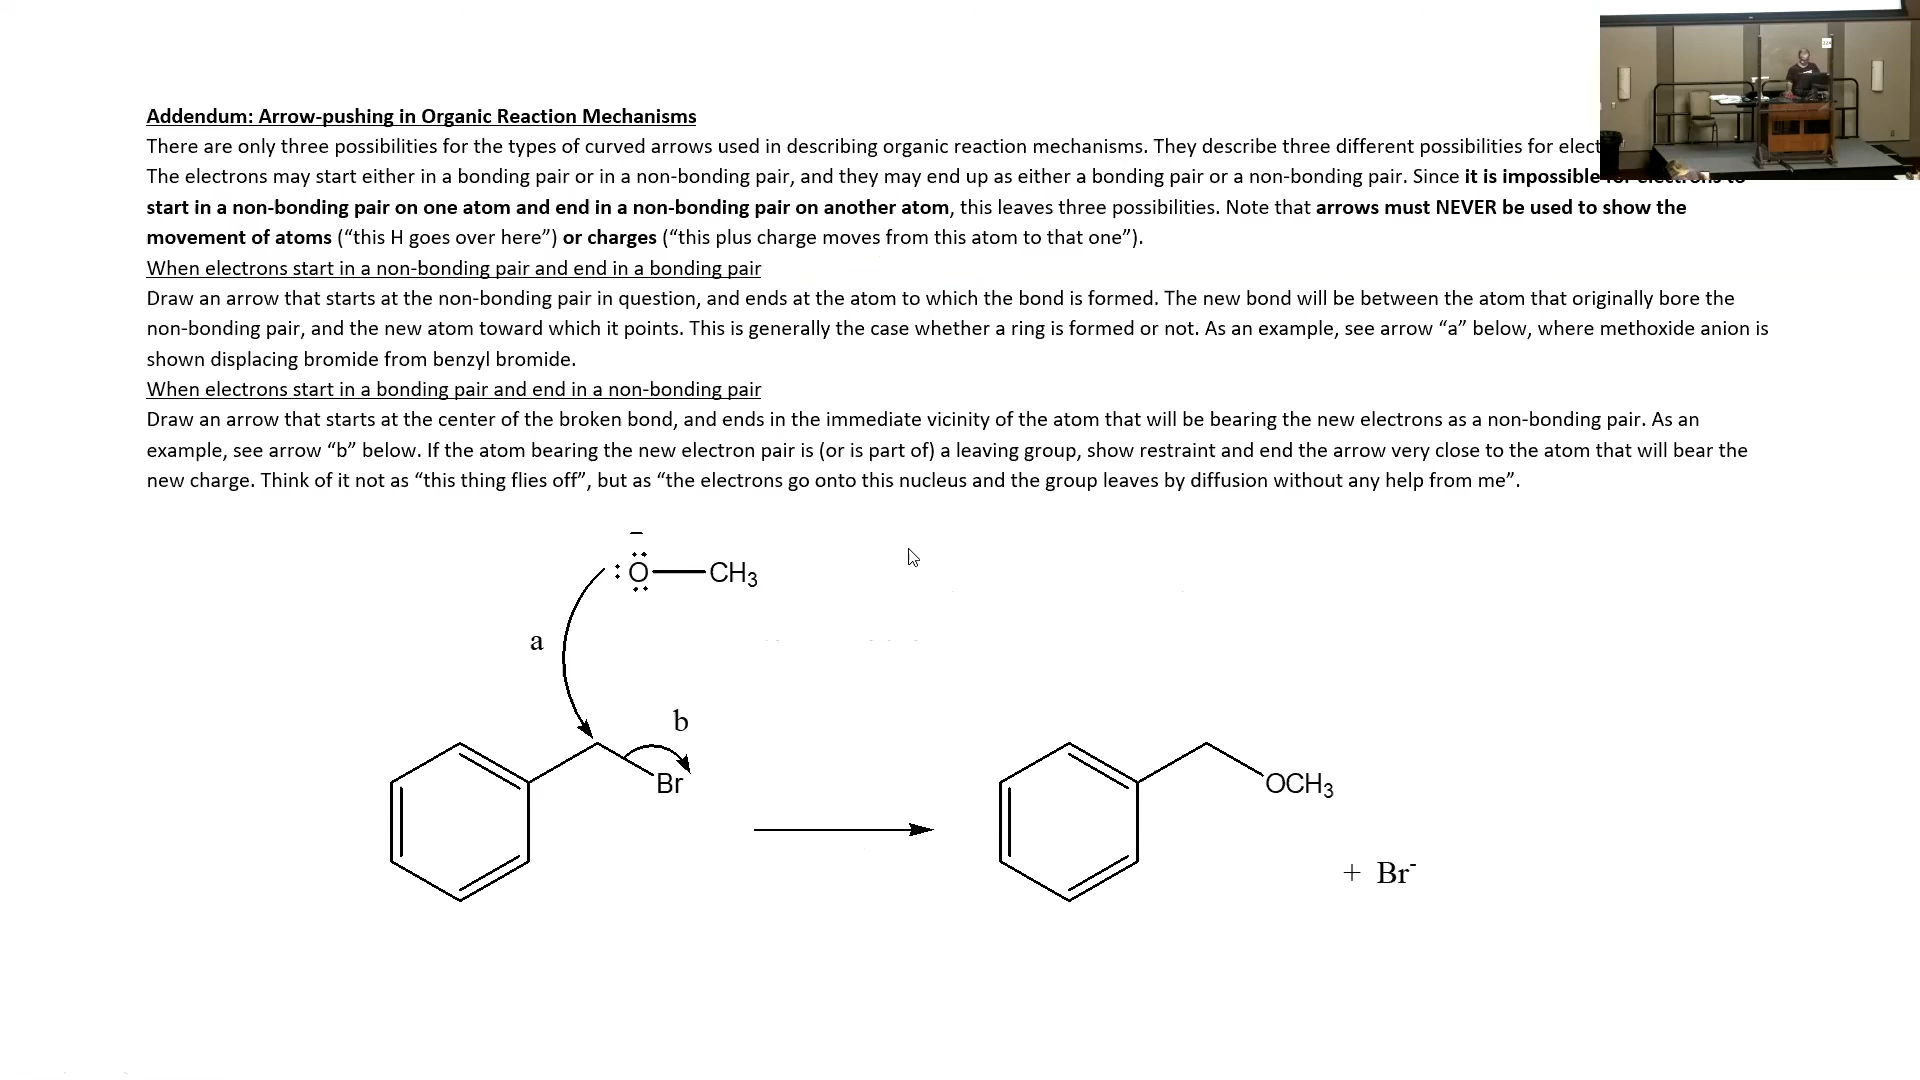 Addendum: Arrow-pushing in Organic Reaction Mechanisms
There are only three possibilities for the types of curved arrows used in describing organic reaction mechanisms. They describe three different possibilities for
The electrons may start either in a bonding pair or in a non-bonding pair, and they may end up as either a bonding pair or a non-bonding pair. Since it is impossible for electrons to
start in a non-bonding pair on one atom and end in a non-bonding pair on another atom, this leaves three possibilities. Note that arrows must NEVER be used to show the
movement of atoms (“this H goes over here”) or charges (“this plus charge moves from this atom to that one”).
When electrons start in a non-bonding pair and end in a bonding pair
Draw an arrow that starts at the non-bonding pair in question, and ends at the atom to which the bond is formed. The new bond will be between the atom that originally bore the
non-bonding pair, and the new atom toward which it points. This is generally the case whether a ring is formed or not. As an example, see arrow “a” below, where methoxide anion is
shown displacing bromide from benzyl bromide.
When electrons start in a bonding pair and end in a non-bonding pair
Draw an arrow that starts at the center of the broken bond, and ends in the immediate vicinity of the atom that will be bearing the new electrons as a non-bonding pair. As an
example, see arrow “b” below. If the atom bearing the new electron pair is (or is part of) a leaving group, show restraint and end the arrow very close to the atom that will bear the
new charge. Think of it not as “this thing flies off”, but as “the electrons go onto this nucleus and the group leaves by diffusion without any help from me”.
O CH₃
a
b
Br
OCH₃
+ Br⁻